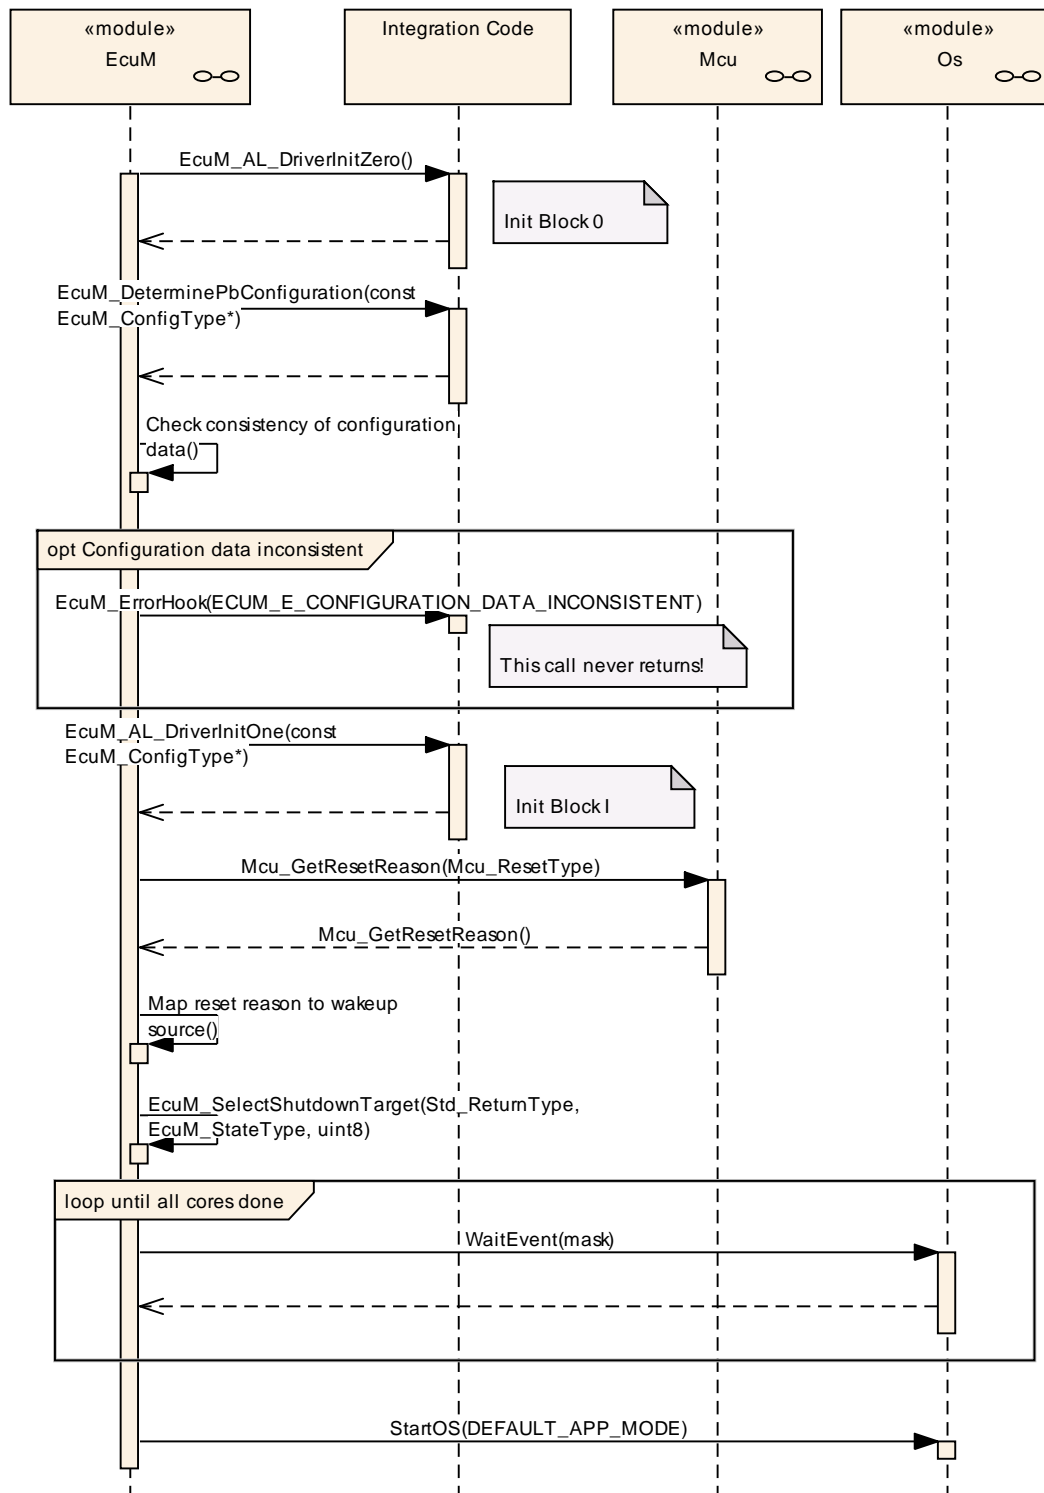 «module»
EcuM
Integration Code
«module»
Mcu
«module»
Os
EcuM_AL_DriverInitZero()
Init Block 0
EcuM_DeterminePbConfiguration(const
EcuM_ConfigType*)
Check consistency of configuration
data()
opt Configuration data inconsistent
EcuM_ErrorHook(ECUM_E_CONFIGURATION_DATA_INCONSISTENT)
This call never returns!
EcuM_AL_DriverInitOne(const
EcuM_ConfigType*)
Init Block I
Mcu_GetResetReason(Mcu_ResetType)
Mcu_GetResetReason()
Map reset reason to wakeup
source()
EcuM_SelectShutdownTarget(Std_ReturnType,
EcuM_StateType, uint8)
loop until all cores done
WaitEvent(mask)
StartOS(DEFAULT_APP_MODE)